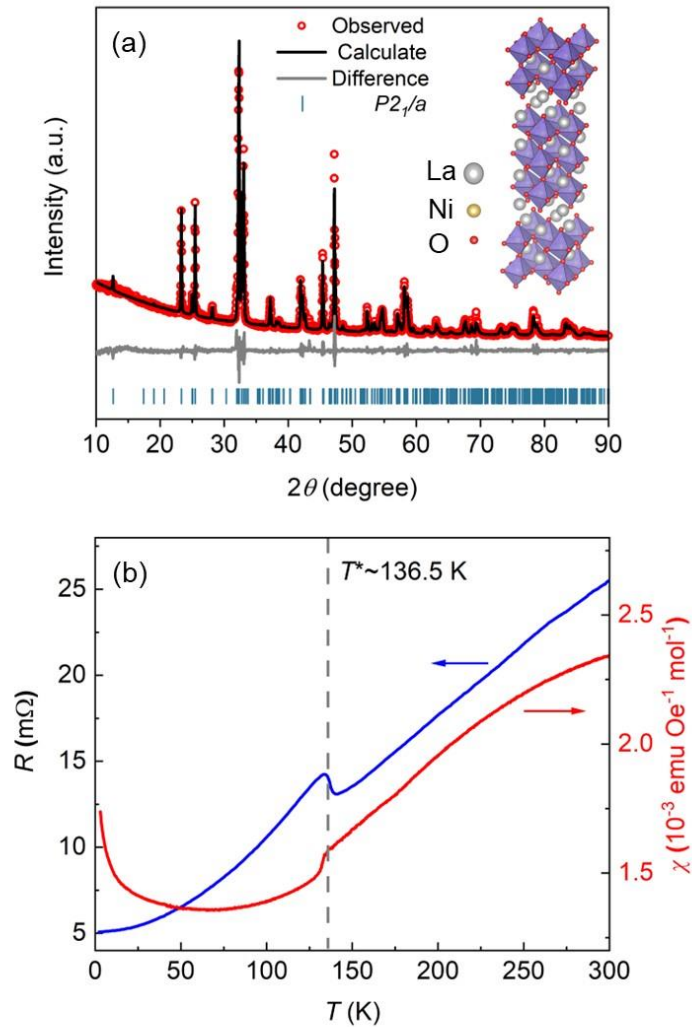 (a)
Observed
Calculate
Difference
P2₁/a
La
Ni
O
Intensity (a.u.)
10 20 30 40 50 60 70 80 90
2θ (degree)
(b)
T*~136.5 K
25
20
15
10
5
R (mΩ)
2.5
2.0
1.5
χ (10⁻³ emu Oe⁻¹ mol⁻¹)
0 50 100 150 200 250 300
T (K)